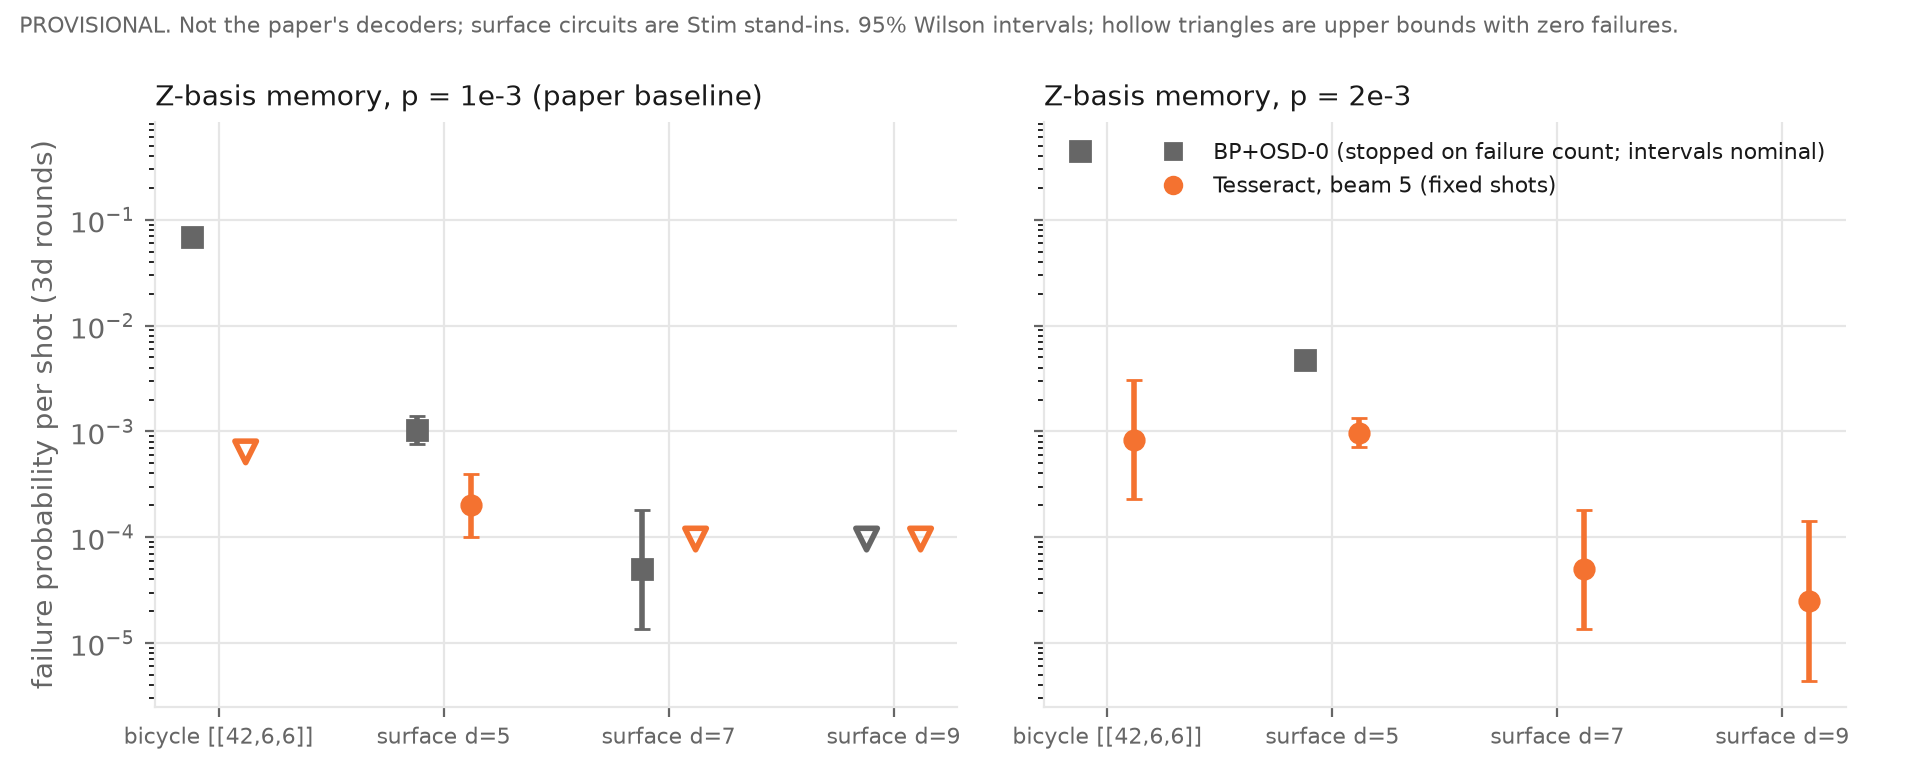 PROVISIONAL. Not the paper's decoders; surface circuits are Stim stand-ins. 95% Wilson intervals; hollow triangles are upper bounds with zero failures.
Z-basis memory, p = 1e-3 (paper baseline)
failure probability per shot (3d rounds)
10⁻¹
10⁻²
10⁻³
10⁻⁴
10⁻⁵
bicycle [[42,6,6]]
surface d=5
surface d=7
surface d=9
Z-basis memory, p = 2e-3
BP+OSD-0 (stopped on failure count; intervals nominal)
Tesseract, beam 5 (fixed shots)
bicycle [[42,6,6]]
surface d=5
surface d=7
surface d=9